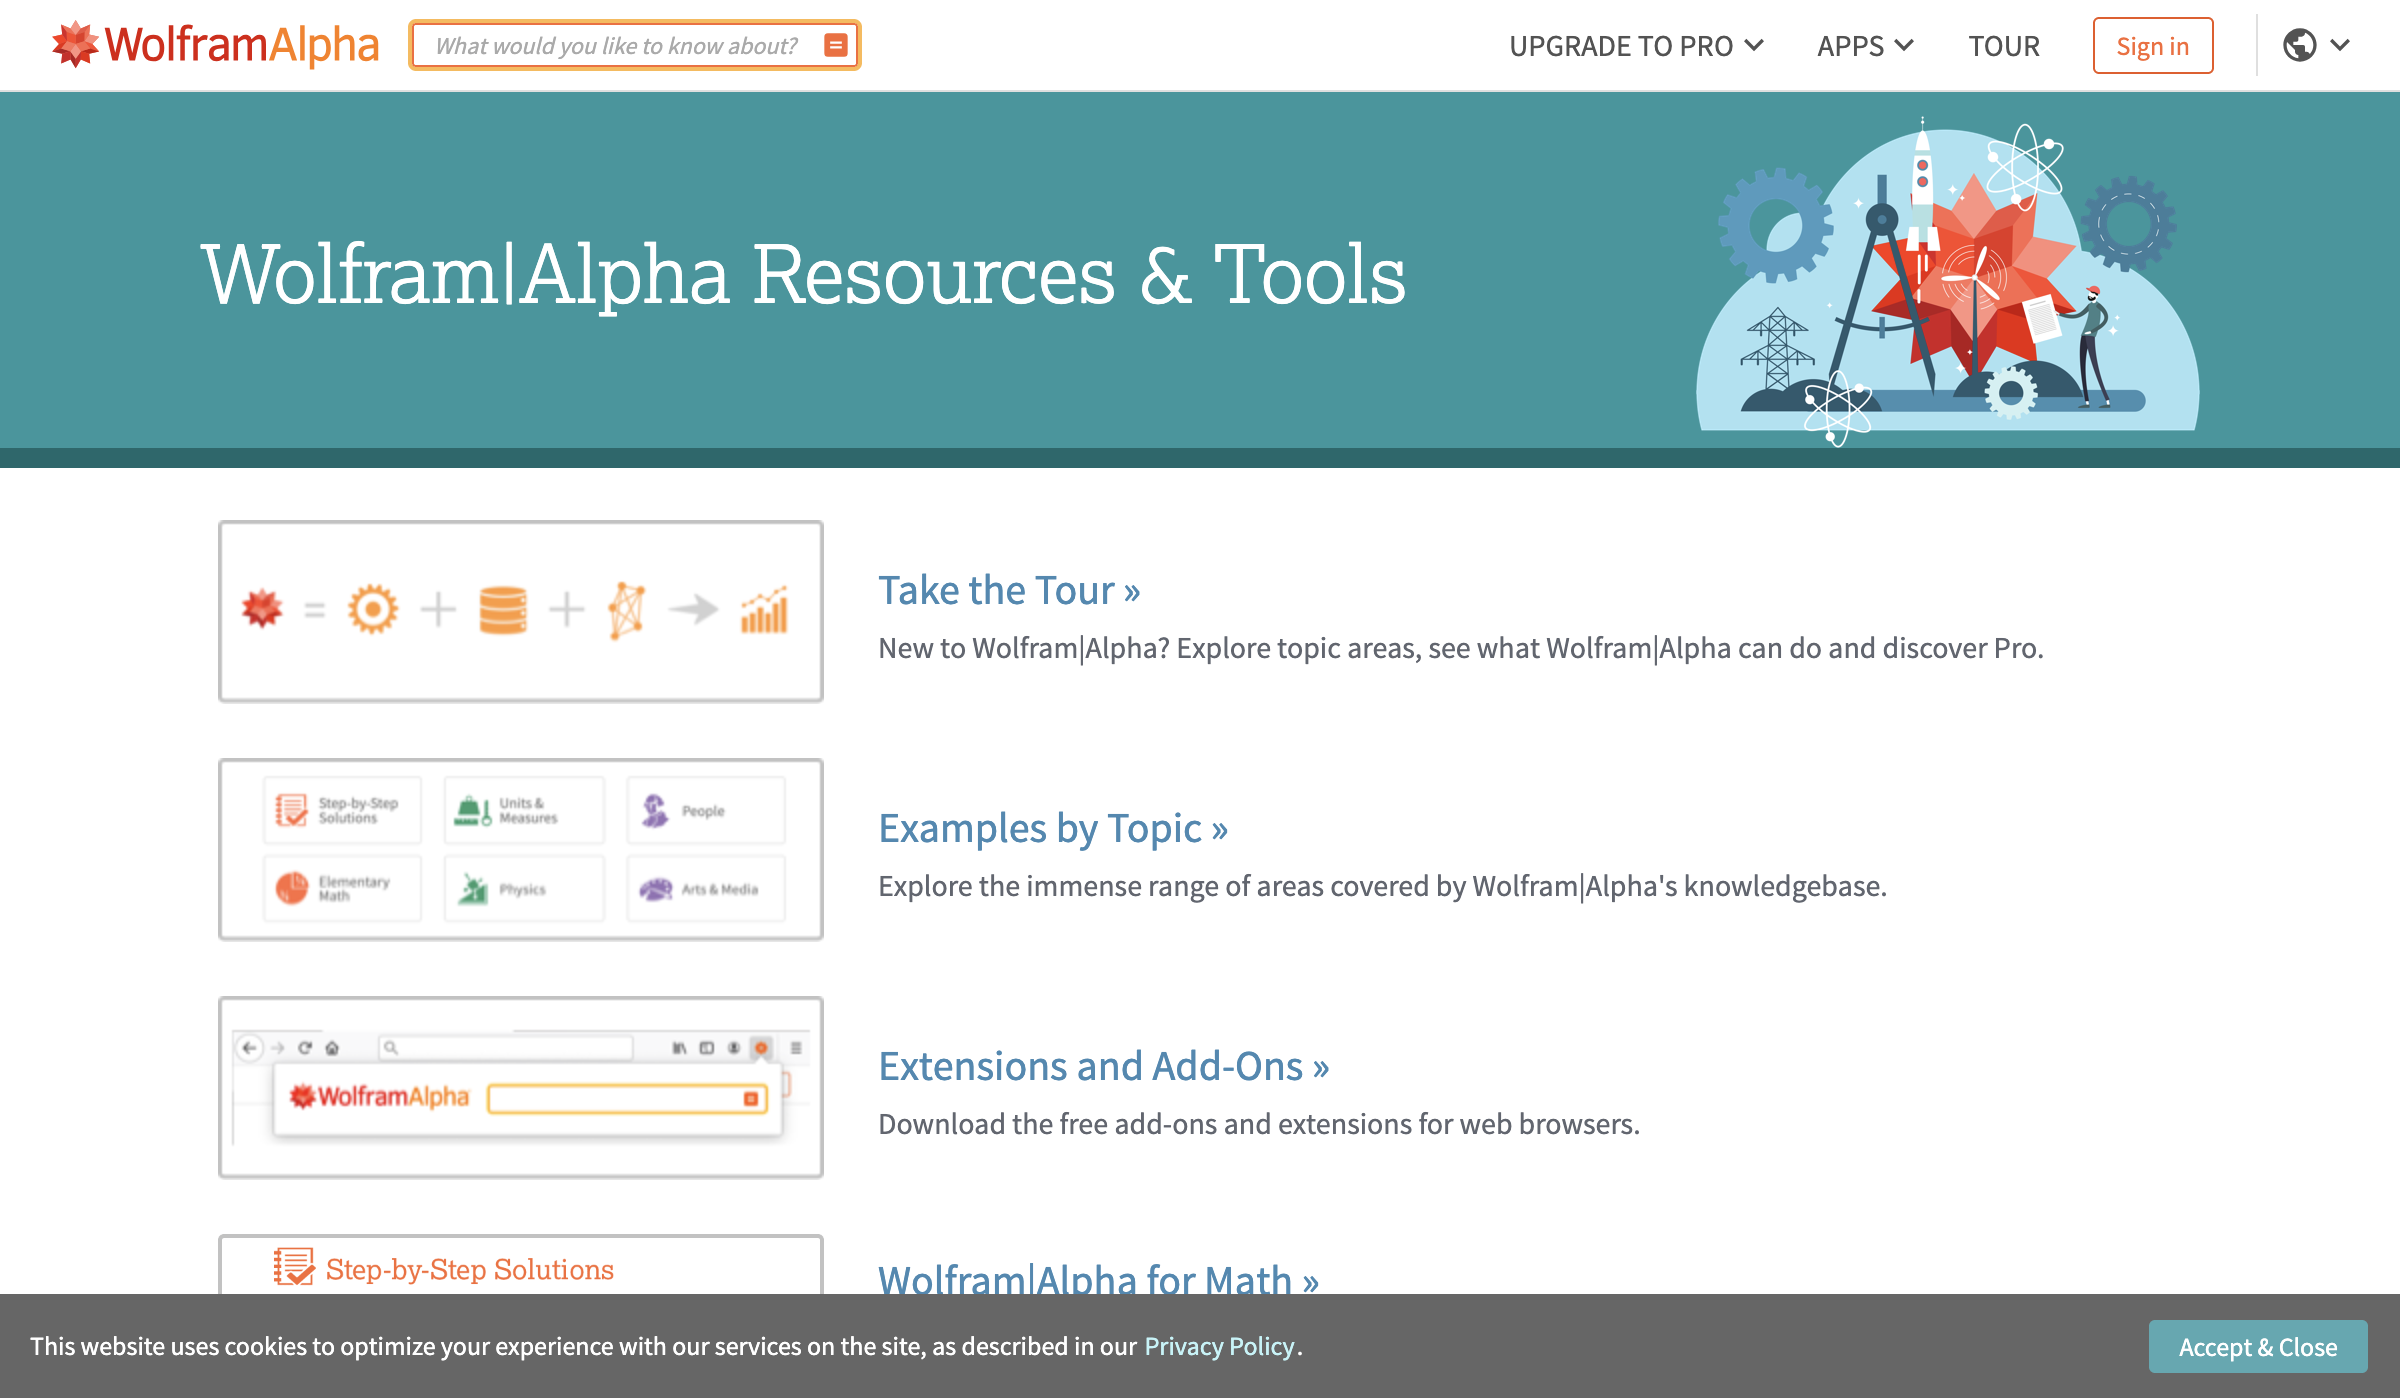 WolframAlpha
What would you like to know about?
UPGRADE TO PRO
APPS
TOUR
Sign in
Wolfram|Alpha Resources & Tools
Take the Tour »
New to Wolfram|Alpha? Explore topic areas, see what Wolfram|Alpha can do and discover Pro.
Step-by-Step
Solutions
Units &
Measures
People
Elementary
Math
Physics
Arts & Media
Examples by Topic »
Explore the immense range of areas covered by Wolfram|Alpha's knowledgebase.
WolframAlpha
Extensions and Add-Ons »
Download the free add-ons and extensions for web browsers.
Step-by-Step Solutions
Wolfram|Alpha for Math »
This website uses cookies to optimize your experience with our services on the site, as described in our Privacy Policy.
Accept & Close